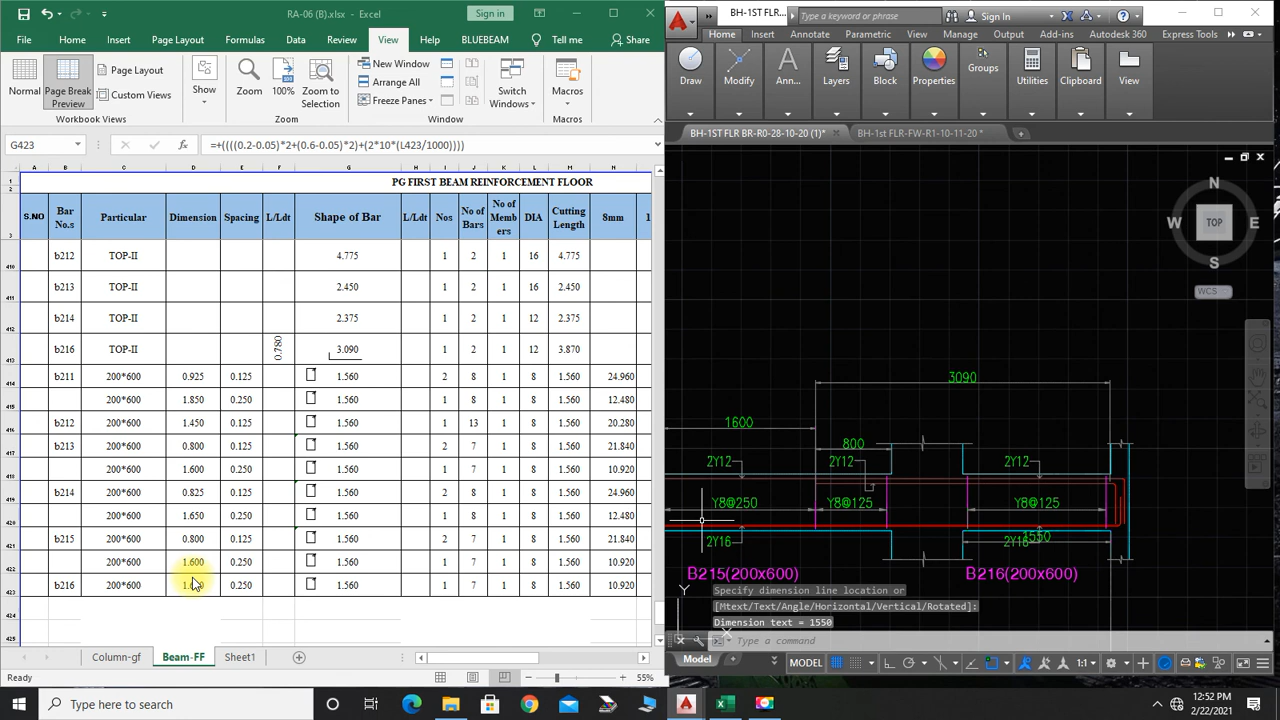 RA-06 (B).xlsx - Excel
Sign in
File Home Insert Page Layout Formulas Data Review View Help BLUEBEAM Tell me Share
Normal
Page Break Preview
Page Layout
Custom Views
Workbook Views
Show
Zoom
100%
Zoom to Selection
Zoom
New Window
Arrange All
Freeze Panes
Switch Windows
Window
Macros
Macros
G423
=+((((0.2-0.05)*2+(0.6-0.05)*2)+(2*10*(L423/1000))))
A B C D E F G H I J K L M N
PG FIRST BEAM REINFORCEMENT FLOOR
S.NO Bar No.s Particular Dimension Spacing L/Ldt Shape of Bar L/Ldt Nos No of Bars No of Memb ers DIA Cutting Length 8mm 1
410 b212 TOP-II 4.775 1 2 1 16 4.775
411 b213 TOP-II 2.450 1 2 1 16 2.450
412 b214 TOP-II 2.375 1 2 1 12 2.375
413 b216 TOP-II 0.780 3.090 1 2 1 12 3.870
414 b211 200*600 0.925 0.125 1.560 2 8 1 8 1.560 24.960
415 200*600 1.850 0.250 1.560 1 8 1 8 1.560 12.480
416 b212 200*600 1.450 0.125 1.560 1 13 1 8 1.560 20.280
417 b213 200*600 0.800 0.125 1.560 2 7 1 8 1.560 21.840
418 200*600 1.600 0.250 1.560 1 7 1 8 1.560 10.920
419 b214 200*600 0.825 0.125 1.560 2 8 1 8 1.560 24.960
420 200*600 1.650 0.250 1.560 1 8 1 8 1.560 12.480
421 b215 200*600 0.800 0.125 1.560 2 7 1 8 1.560 21.840
422 200*600 1.600 0.250 1.560 1 7 1 8 1.560 10.920
423 b216 200*600 0.250 1.560 1 7 1 8 1.560 10.920
424
425
Column-gf Beam-FF Sheet1
Ready
55%
BH-1ST FLR...
Type a keyword or phrase
Sign In
Home Insert Annotate Parametric View Manage Output Add-ins Autodesk 360 Express Tools
Draw
Modify
Ann...
Layers
Block
Properties
Groups
Utilities
Clipboard
View
BH-1ST FLR BR-R0-28-10-20 (1)*
BH-1st FLR-FW-R1-10-11-20 *
N
W TOP E
S
WCS
3090
1600
800
2Y12
2Y12
2Y12
Y8@250
Y8@125
Y8@125
2Y16
2Y16
1550
B215(200x600)
B216(200x600)
Y
X
Specify dimension line location or
[Mtext/Text/Angle/Horizontal/Vertical/Rotated]:
Dimension text = 1550
Type a command
Model
MODEL
1:1
Type here to search
12:52 PM
2/22/2021